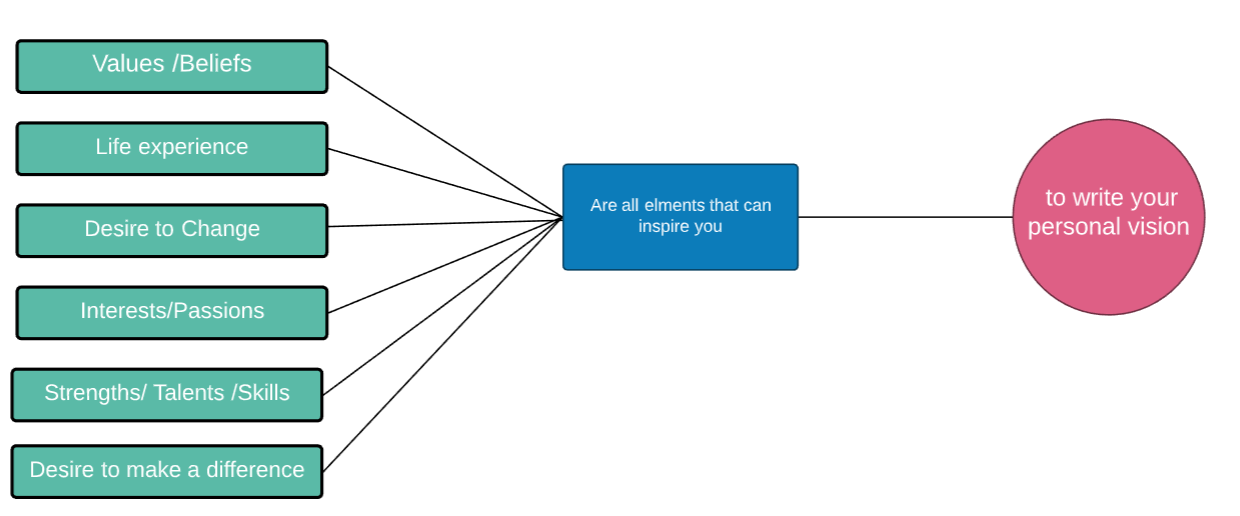 Values /Beliefs
Life experience
Desire to Change
Interests/Passions
Strengths/ Talents /Skills
Desire to make a difference
Are all elments that can
inspire you
to write your
personal vision